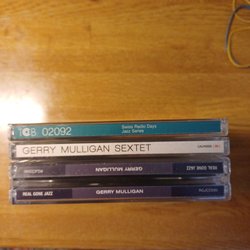 TCB 02092
Swiss Radio Days
Jazz Series
GERRY MULLIGAN SEXTET
GERRY MULLIGAN
REAL GONE JAZZ
REAL GONE JAZZ
GERRY MULLIGAN